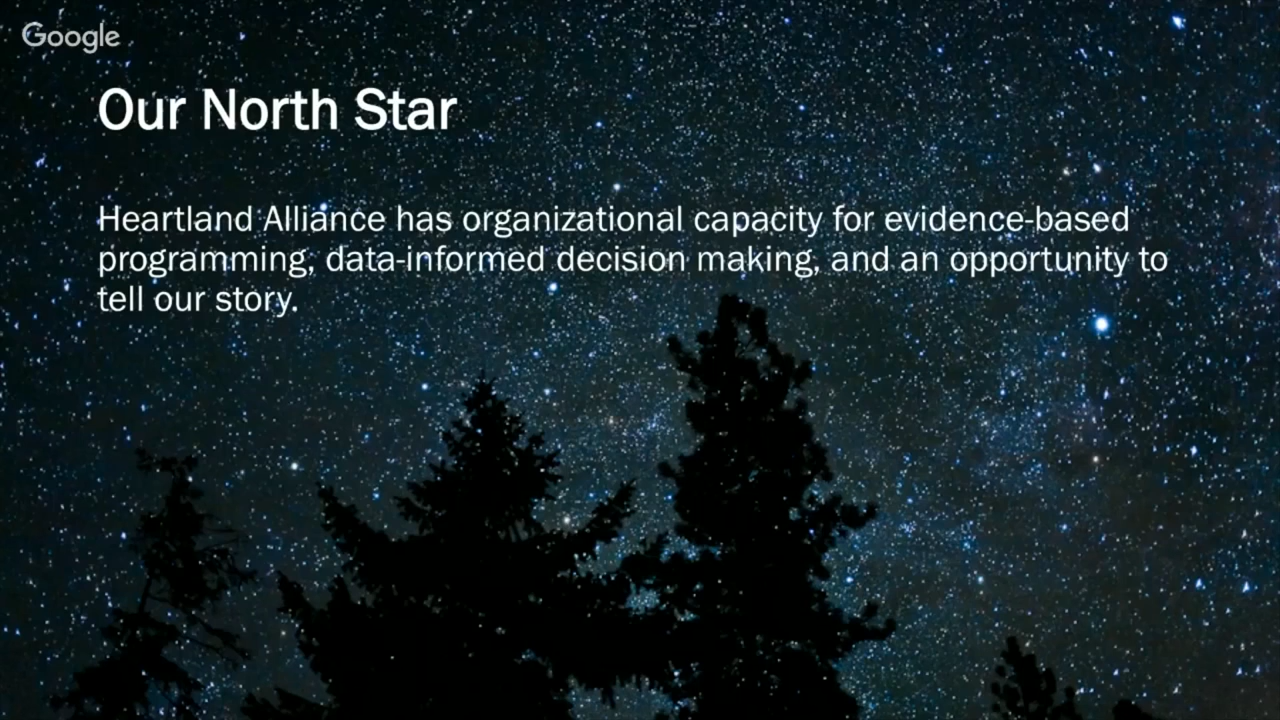 Google
Our North Star
Heartland Alliance has organizational capacity for evidence-based
programming, data-informed decision making, and an opportunity to
tell our story.